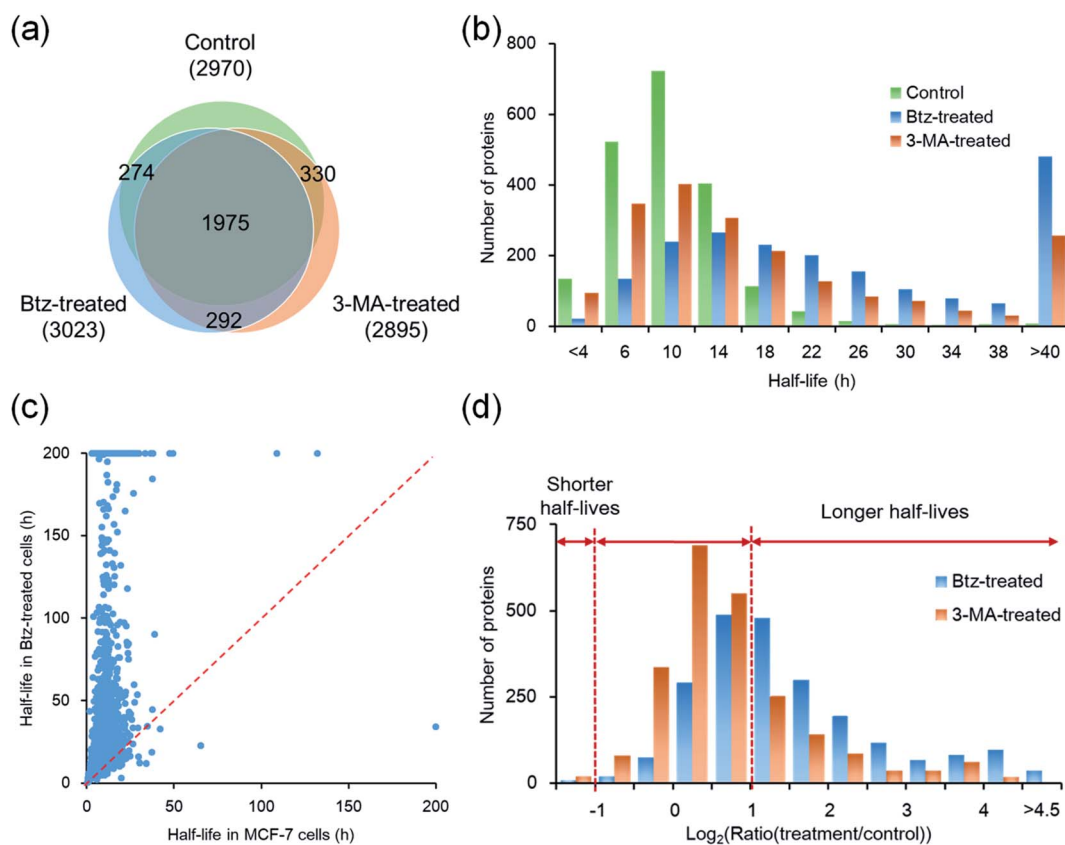 (a)
Control
(2970)
274
330
1975
292
Btz-treated
(3023)
3-MA-treated
(2895)
(b)
800
600
400
200
0
Number of proteins
Control
Btz-treated
3-MA-treated
<4 6 10 14 18 22 26 30 34 38 >40
Half-life (h)
(c)
200
150
100
50
0
Half-life in Btz-treated cells (h)
0 50 100 150 200
Half-life in MCF-7 cells (h)
(d)
Shorter
half-lives
Longer half-lives
750
500
250
0
Number of proteins
Btz-treated
3-MA-treated
-1 0 1 2 3 4 >4.5
Log2(Ratio(treatment/control))